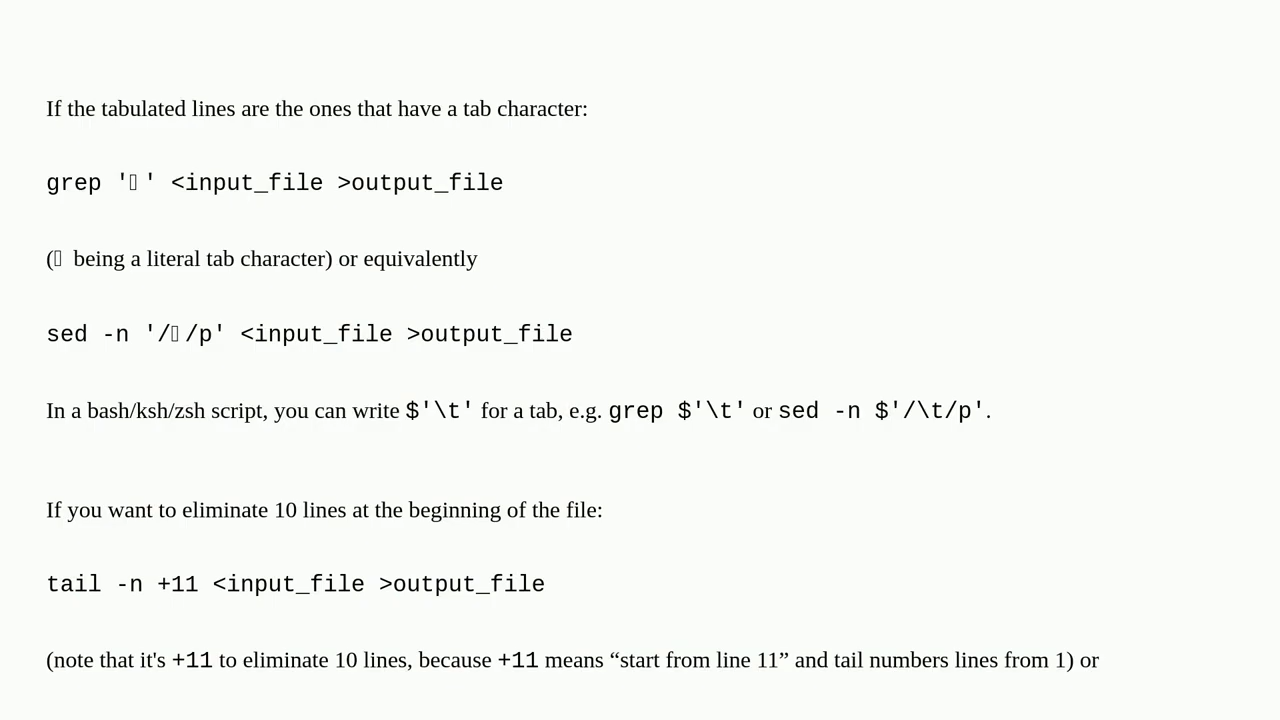 If the tabulated lines are the ones that have a tab character:
grep '␉' <input_file >output_file
(␉ being a literal tab character) or equivalently
sed -n '/␉/p' <input_file >output_file
In a bash/ksh/zsh script, you can write $'\t' for a tab, e.g. grep $'\t' or sed -n $'/\t/p'.
If you want to eliminate 10 lines at the beginning of the file:
tail -n +11 <input_file >output_file
(note that it's +11 to eliminate 10 lines, because +11 means “start from line 11” and tail numbers lines from 1) or